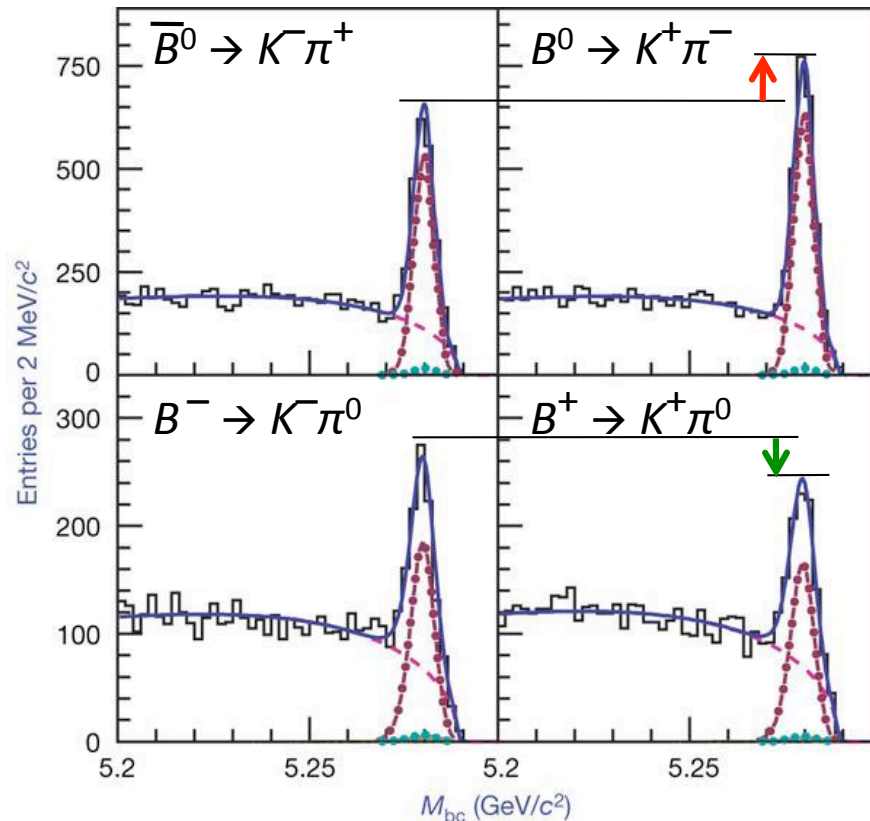 B̅⁰ → K⁻π⁺
B⁰ → K⁺π⁻
750
500
250
0
B⁻ → K⁻π⁰
B⁺ → K⁺π⁰
300
200
100
0
5.2
5.25
5.2
5.25
Entries per 2 MeV/c²
M_bc (GeV/c²)